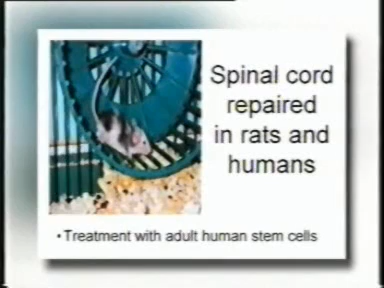 Spinal cord
repaired
in rats and
humans
• Treatment with adult human stem cells